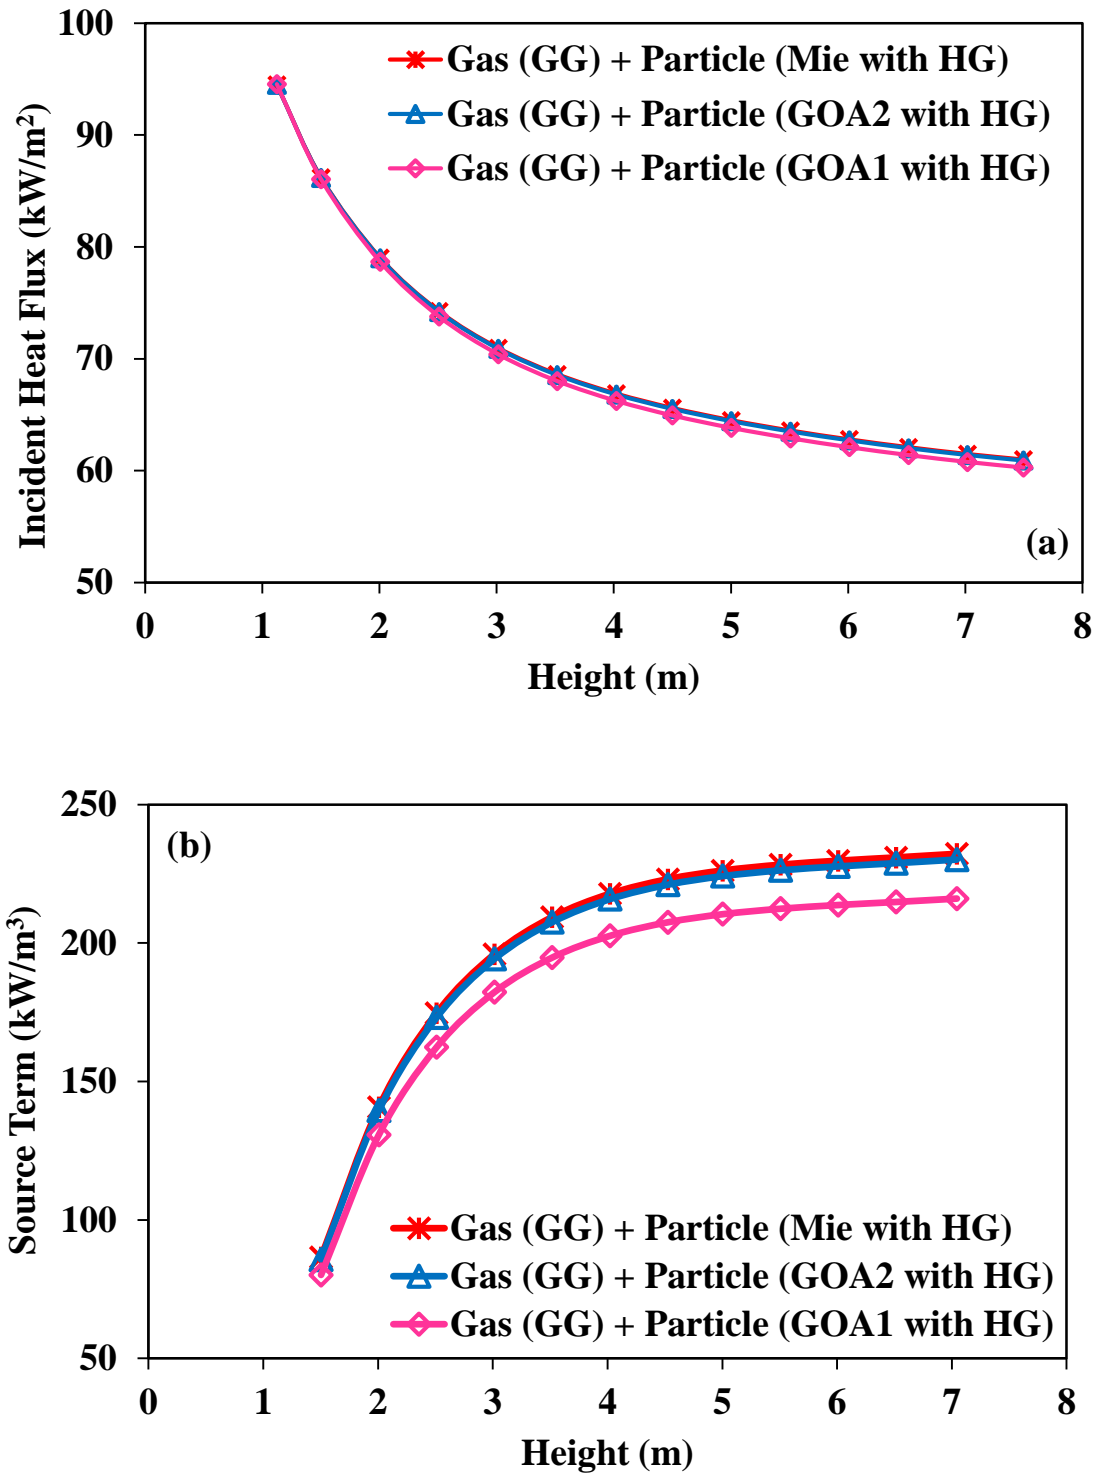 100
90
80
70
60
50
Incident Heat Flux (kW/m²)
Gas (GG) + Particle (Mie with HG)
Gas (GG) + Particle (GOA2 with HG)
Gas (GG) + Particle (GOA1 with HG)
(a)
0 1 2 3 4 5 6 7 8
Height (m)
250
200
150
100
50
Source Term (kW/m³)
(b)
Gas (GG) + Particle (Mie with HG)
Gas (GG) + Particle (GOA2 with HG)
Gas (GG) + Particle (GOA1 with HG)
0 1 2 3 4 5 6 7 8
Height (m)